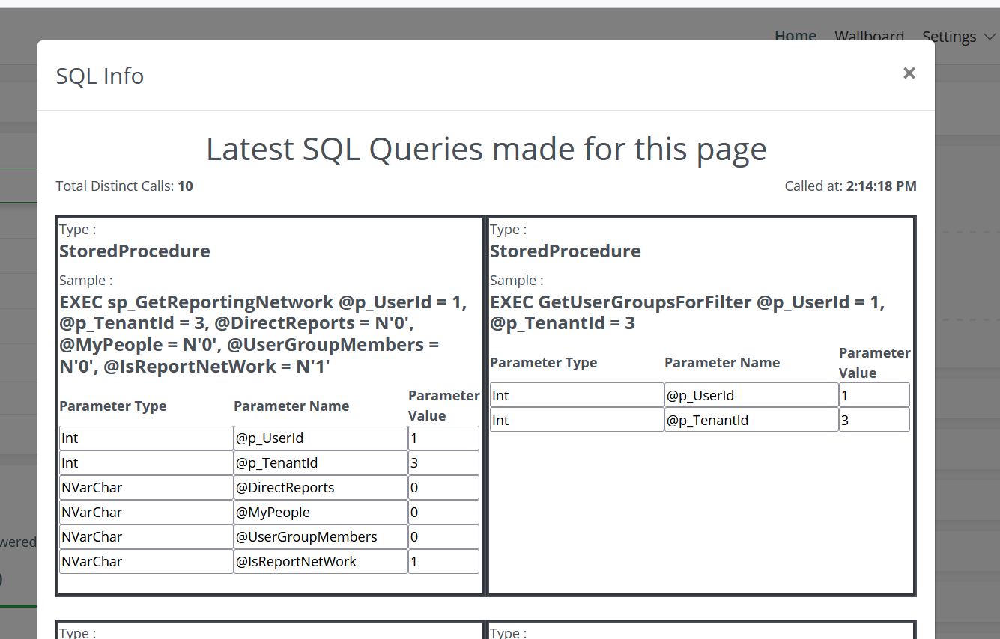 Home Wallboard Settings
SQL Info
×
Latest SQL Queries made for this page
Total Distinct Calls: 10
Called at: 2:14:18 PM
Type :
StoredProcedure
Sample :
EXEC sp_GetReportingNetwork @p_UserId = 1,
@p_TenantId = 3, @DirectReports = N'0',
@MyPeople = N'0', @UserGroupMembers =
N'0', @IsReportNetWork = N'1'
Parameter Type Parameter Name Parameter
Value
Int @p_UserId 1
Int @p_TenantId 3
NVarChar @DirectReports 0
NVarChar @MyPeople 0
NVarChar @UserGroupMembers 0
NVarChar @IsReportNetWork 1
Type :
StoredProcedure
Sample :
EXEC GetUserGroupsForFilter @p_UserId = 1,
@p_TenantId = 3
Parameter Type Parameter Name Parameter
Value
Int @p_UserId 1
Int @p_TenantId 3
wered
Type :
Type :